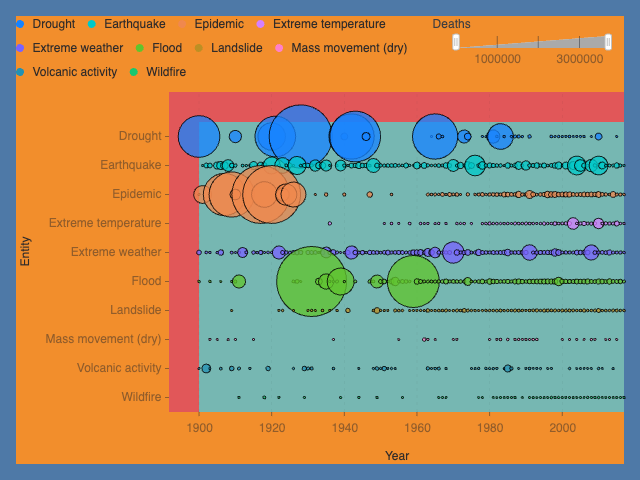 Drought Earthquake Epidemic Extreme temperature
Extreme weather Flood Landslide Mass movement (dry)
Volcanic activity Wildfire
Deaths
1000000 3000000
Entity
Drought
Earthquake
Epidemic
Extreme temperature
Extreme weather
Flood
Landslide
Mass movement (dry)
Volcanic activity
Wildfire
1900 1920 1940 1960 1980 2000
Year